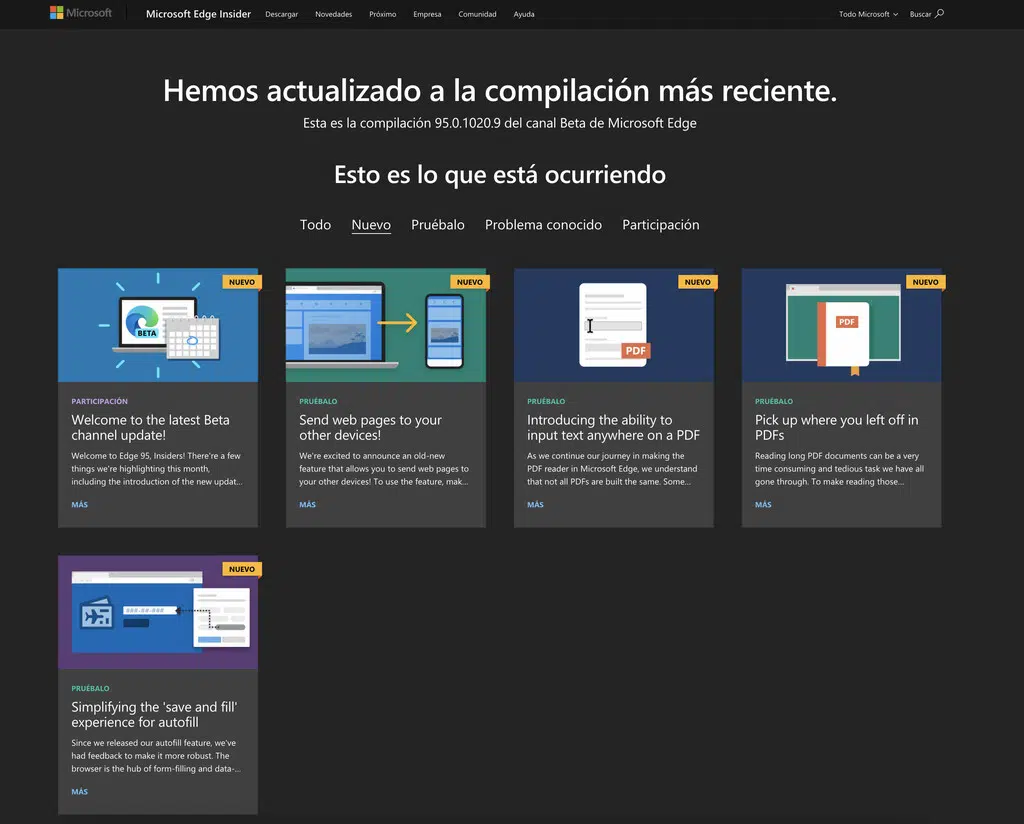 Microsoft
Microsoft Edge Insider Descargar Novedades Próximo Empresa Comunidad Ayuda Todo Microsoft Buscar
Hemos actualizado a la compilación más reciente.
Esta es la compilación 95.0.1020.9 del canal Beta de Microsoft Edge
Esto es lo que está ocurriendo
Todo Nuevo Pruébalo Problema conocido Participación
NUEVO
BETA
PARTICIPACIÓN
Welcome to the latest Beta
channel update!
Welcome to Edge 95, Insiders! There're a few
things we're highlighting this month,
including the introduction of the new updat...
MÁS
NUEVO
PRUÉBALO
Send web pages to your
other devices!
We're excited to announce an old-new
feature that allows you to send web pages to
your other devices! To use the feature, mak...
MÁS
NUEVO
PDF
PRUÉBALO
Introducing the ability to
input text anywhere on a PDF
As we continue our journey in making the
PDF reader in Microsoft Edge, we understand
that not all PDFs are built the same. Some...
MÁS
NUEVO
PDF
PRUÉBALO
Pick up where you left off in
PDFs
Reading long PDF documents can be a very
time consuming and tedious task we have all
gone through. To make reading those...
MÁS
NUEVO
###-##-###
PRUÉBALO
Simplifying the 'save and fill'
experience for autofill
Since we released our autofill feature, we've
had feedback to make it more robust. The
browser is the hub of form-filling and data-...
MÁS